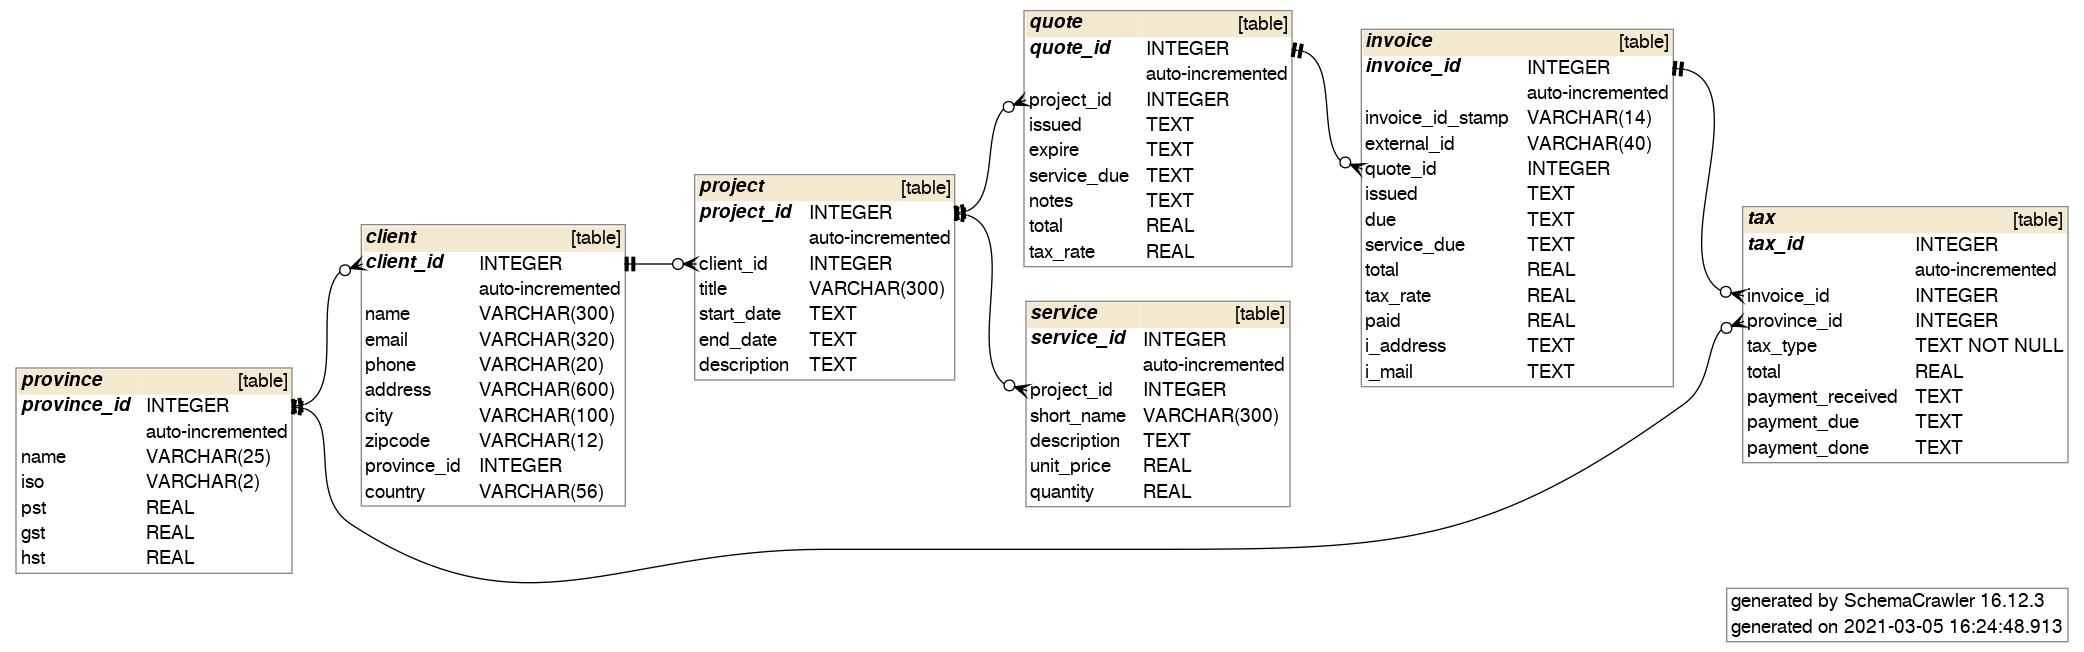 province [table]
province_id INTEGER
auto-incremented
name VARCHAR(25)
iso VARCHAR(2)
pst REAL
gst REAL
hst REAL
client [table]
client_id INTEGER
auto-incremented
name VARCHAR(300)
email VARCHAR(320)
phone VARCHAR(20)
address VARCHAR(600)
city VARCHAR(100)
zipcode VARCHAR(12)
province_id INTEGER
country VARCHAR(56)
project [table]
project_id INTEGER
auto-incremented
client_id INTEGER
title VARCHAR(300)
start_date TEXT
end_date TEXT
description TEXT
quote [table]
quote_id INTEGER
auto-incremented
project_id INTEGER
issued TEXT
expire TEXT
service_due TEXT
notes TEXT
total REAL
tax_rate REAL
service [table]
service_id INTEGER
auto-incremented
project_id INTEGER
short_name VARCHAR(300)
description TEXT
unit_price REAL
quantity REAL
invoice [table]
invoice_id INTEGER
auto-incremented
invoice_id_stamp VARCHAR(14)
external_id VARCHAR(40)
quote_id INTEGER
issued TEXT
due TEXT
service_due TEXT
total REAL
tax_rate REAL
paid REAL
i_address TEXT
i_mail TEXT
tax [table]
tax_id INTEGER
auto-incremented
invoice_id INTEGER
province_id INTEGER
tax_type TEXT NOT NULL
total REAL
payment_received TEXT
payment_due TEXT
payment_done TEXT
generated by SchemaCrawler 16.12.3
generated on 2021-03-05 16:24:48.913